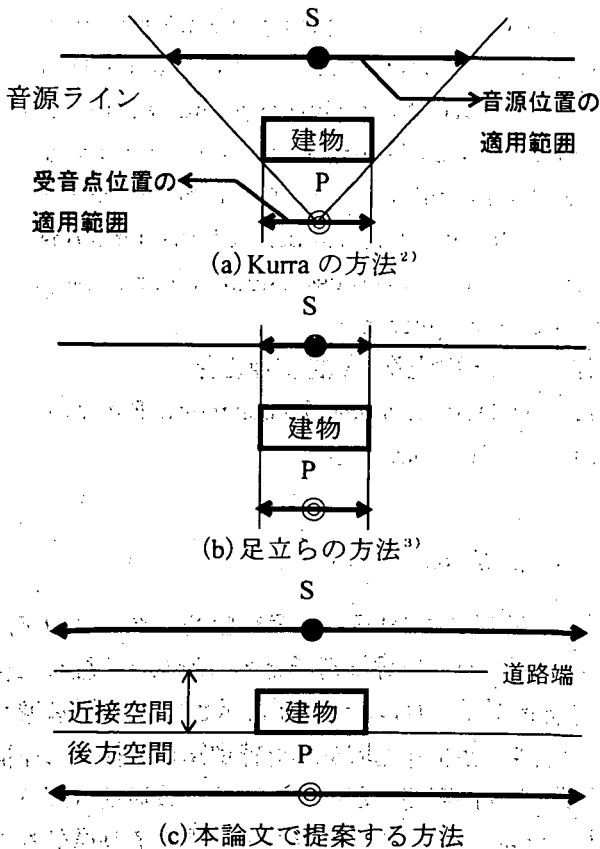 S
音源ライン
音源位置の
適用範囲
建物
P
受音点位置の
適用範囲
(a) Kurra の方法²⁾
S
建物
P
(b) 足立らの方法³⁾
S
道路端
近接空間
建物
後方空間
P
(c) 本論文で提案する方法